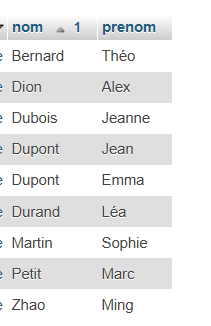 nom 1 prenom
e Bernard Théo
e Dion Alex
e Dubois Jeanne
e Dupont Jean
e Dupont Emma
e Durand Léa
e Martin Sophie
e Petit Marc
e Zhao Ming